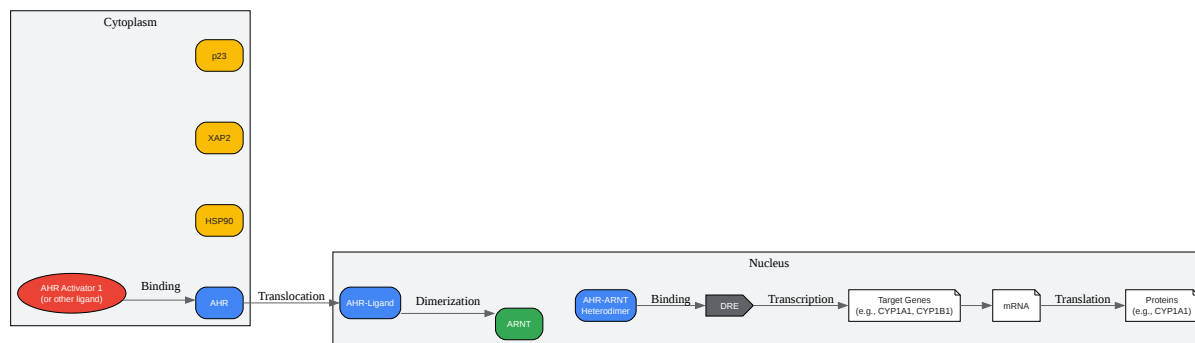 Cytoplasm
p23
XAP2
HSP90
AHR Activator 1
(or other ligand)
Binding
AHR
Translocation
Nucleus
AHR-Ligand
Dimerization
ARNT
AHR-ARNT
Heterodimer
Binding
DRE
Transcription
Target Genes
(e.g., CYP1A1, CYP1B1)
mRNA
Translation
Proteins
(e.g., CYP1A1)